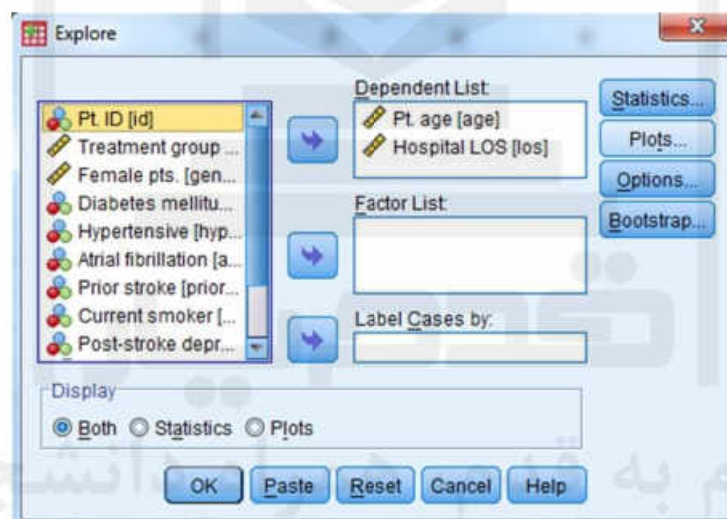 Explore
Pt. ID [id]
Treatment group ...
Female pts. [gen...
Diabetes mellitu...
Hypertensive [hyp...
Atrial fibrillation [a...
Prior stroke [prior...
Current smoker [...
Post-stroke depr...
Dependent List:
Pt. age [age]
Hospital LOS [los]
Factor List:
Label Cases by:
Statistics...
Plots...
Options...
Bootstrap...
Display
Both Statistics Plots
OK Paste Reset Cancel Help